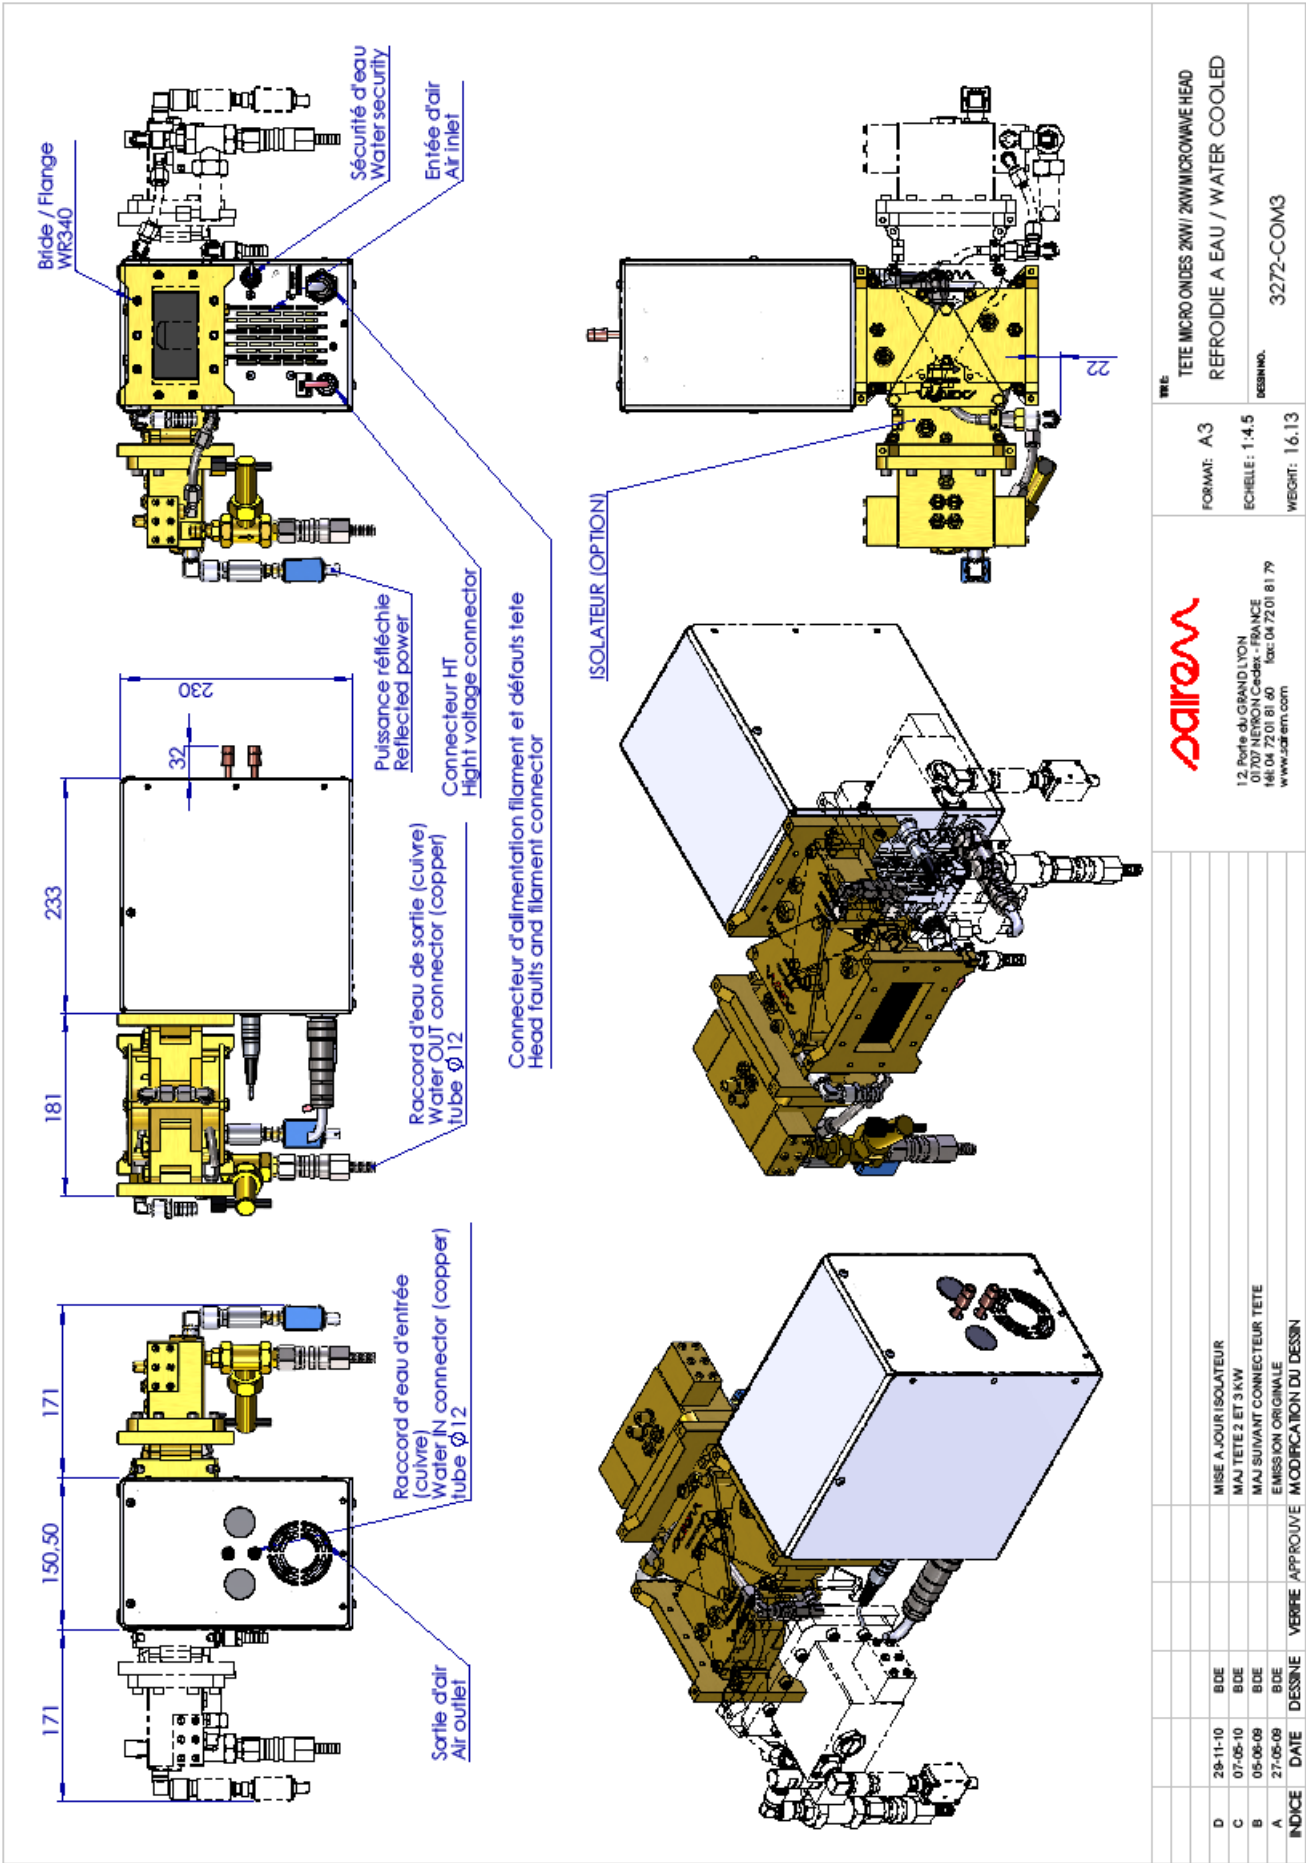 171
150,50
171
233
181
32
230
22
Bride / Flange
WR340
Sécurité d'eau
Water security
Entée d'air
Air inlet
Puissance réfléchie
Reflected power
Connecteur HT
Hight voltage connector
Connecteur d'alimentation filament et défauts tete
Head faults and filament connector
Raccord d'eau de sortie (cuivre)
Water OUT connector (copper)
tube Ø12
Raccord d'eau d'entrée
(cuivre)
Water IN connector (copper)
tube Ø12
Sortie d'air
Air outlet
ISOLATEUR (OPTION)
D 29-11-10 BDE MISE A JOUR ISOLATEUR
C 07-05-10 BDE MAJ TETE 2 ET 3 KW
B 05-06-09 BDE MAJ SUIVANT CONNECTEUR TETE
A 27-05-09 BDE EMISSION ORIGINALE
INDICE DATE DESSINE VERIFIE APPROUVE MODIFICATION DU DESSIN
sairem
12, Porte du GRAND LYON
01707 NEYRON Cedex - FRANCE
tél: 04 72 01 81 60 fax: 04 72 01 81 79
www.sairem.com
FORMAT: A3
ECHELLE: 1:4.5
WEIGHT: 16.13
TITRE:
TETE MICRO ONDES 2KW/ 2KW MICROWAVE HEAD
REFROIDIE A EAU / WATER COOLED
DESSIN NO.
3272-COM3